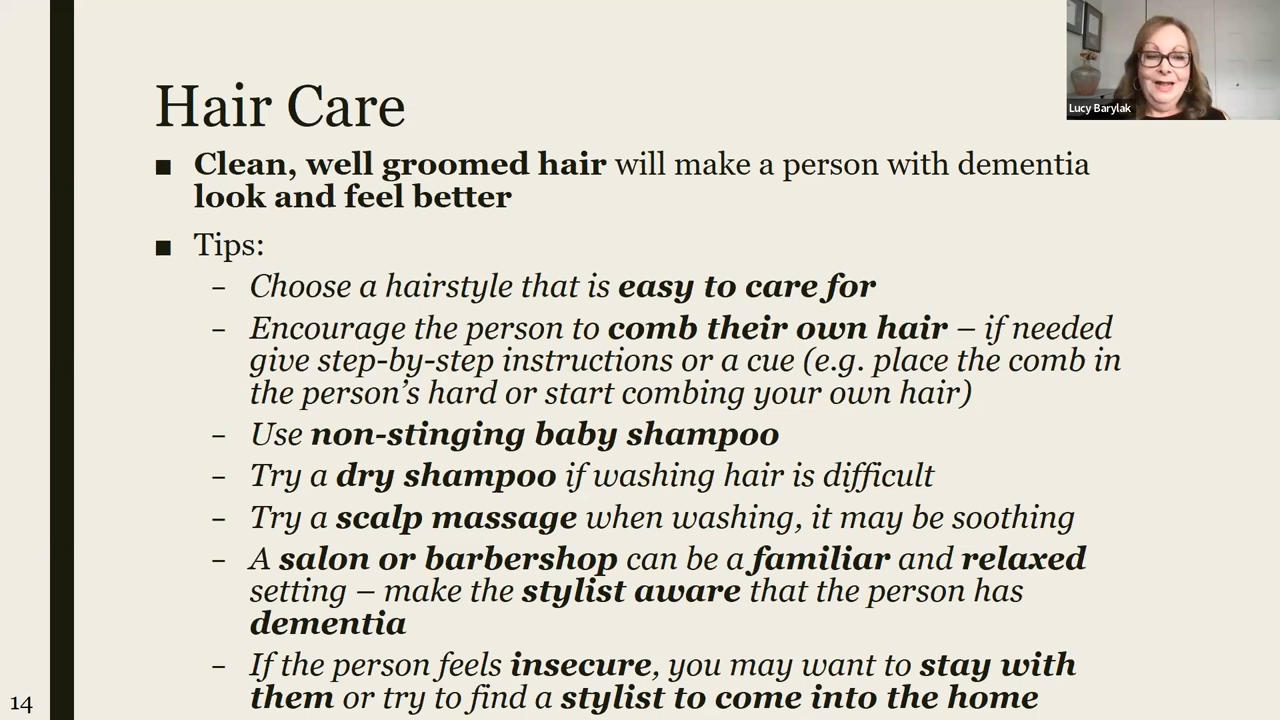 Lucy Barylak
Hair Care
■ Clean, well groomed hair will make a person with dementia
look and feel better
■ Tips:
– Choose a hairstyle that is easy to care for
– Encourage the person to comb their own hair – if needed
give step-by-step instructions or a cue (e.g. place the comb in
the person’s hard or start combing your own hair)
– Use non-stinging baby shampoo
– Try a dry shampoo if washing hair is difficult
– Try a scalp massage when washing, it may be soothing
– A salon or barbershop can be a familiar and relaxed
setting – make the stylist aware that the person has
dementia
– If the person feels insecure, you may want to stay with
them or try to find a stylist to come into the home
14